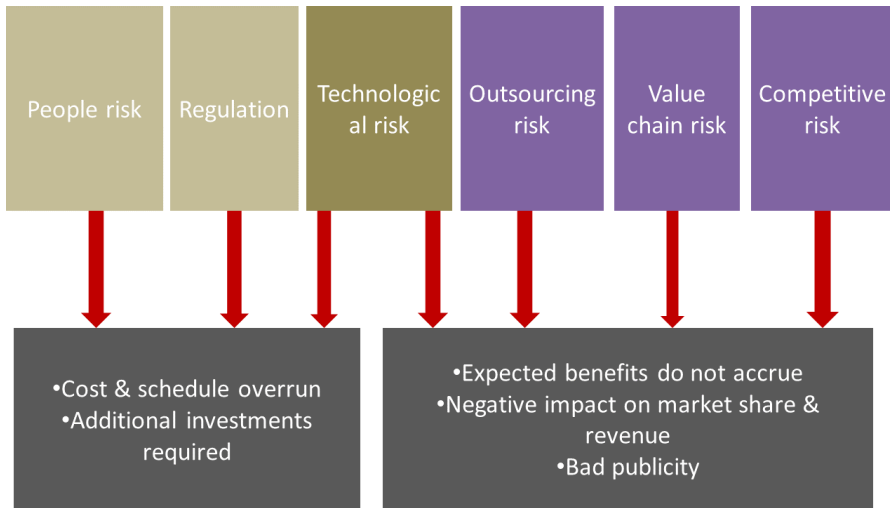 People risk
Regulation
Technologic
al risk
Outsourcing
risk
Value
chain risk
Competitive
risk
•Cost & schedule overrun
•Additional investments
required
•Expected benefits do not accrue
•Negative impact on market share &
revenue
•Bad publicity